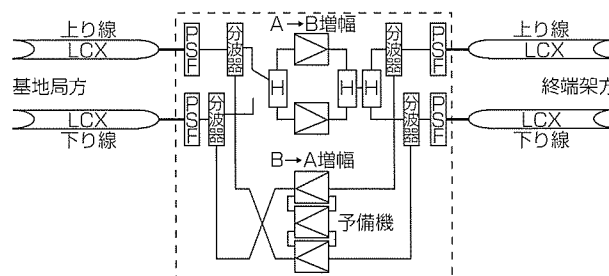 上り線
LCX
PSF
分波器
A→B増幅
H
H
H
分波器
PSF
上り線
LCX
基地局方
終端架方
LCX
下り線
PSF
分波器
分波器
PSF
LCX
下り線
B→A増幅
予備機